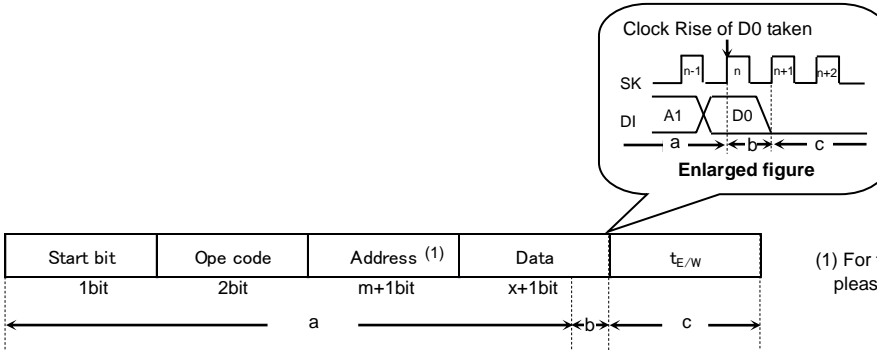 Clock Rise of D0 taken
SK n-1 n n+1 n+2
DI A1 D0
a b c
Enlarged figure
Start bit Ope code Address (1) Data tE/W
1bit 2bit m+1bit x+1bit
(1) For
pleas
a b c